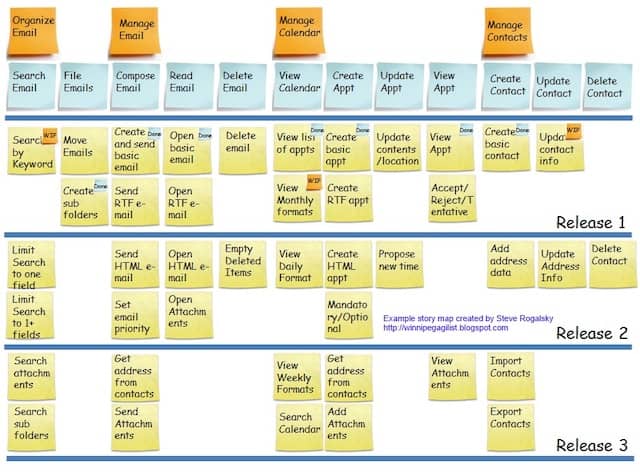 Organize
Email
Manage
Email
Manage
Calendar
Manage
Contacts
Search
Email
File
Emails
Compose
Email
Read
Email
Delete
Email
View
Calendar
Create
Appt
Update
Appt
View
Appt
Create
Contact
Update
Contact
Delete
Contact
Search
by
Keyword
WIP
Move
Emails
Create
and send
basic
email
Done
Open
basic
email
Done
Delete
email
View list
of appts
Done
Create
basic
appt
Done
Update
contents
/location
View
Appt
Done
Create
basic
contact
Done
Update
contact
info
WIP
Create
sub
folders
Done
Send
RTF e-
mail
Open
RTF e-
mail
View
Monthly
formats
WIP
Create
RTF appt
Accept/
Reject/T
entative
Release 1
Limit
Search
to one
field
Send
HTML e-
mail
Open
HTML e-
mail
Empty
Deleted
Items
View
Daily
Format
Create
HTML
appt
Propose
new time
Add
address
data
Update
Address
Info
Delete
Contact
Limit
Search
to 1+
fields
Set
email
priority
Open
Attachm
ents
Mandato
ry/Optio
nal
Example story map created by Steve Rogalsky
http://winnipegagilist.blogspot.com
Release 2
Search
attachm
ents
Get
address
from
contacts
View
Weekly
Formats
Get
address
from
contacts
View
Attachm
ents
Import
Contacts
Search
sub
folders
Send
Attachm
ents
Search
Calendar
Add
Attachm
ents
Export
Contacts
Release 3